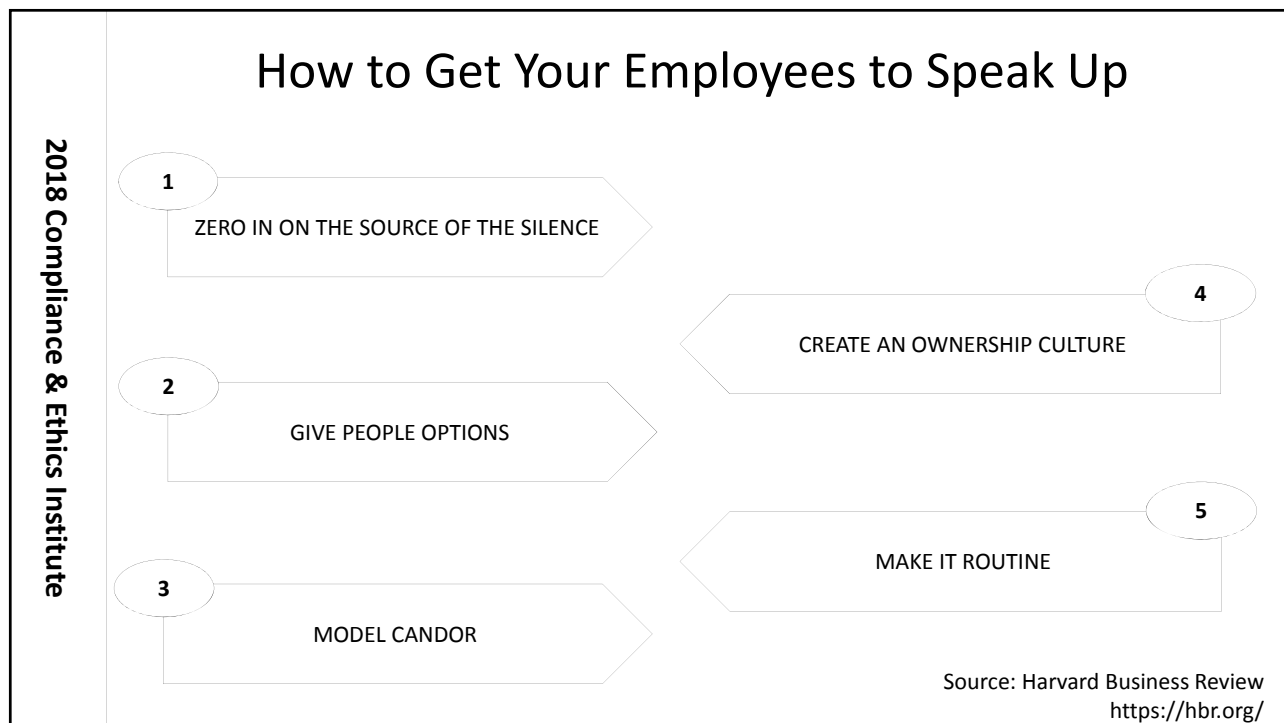 How to Get Your Employees to Speak Up
2018 Compliance & Ethics Institute
1
ZERO IN ON THE SOURCE OF THE SILENCE
2
GIVE PEOPLE OPTIONS
3
MODEL CANDOR
4
CREATE AN OWNERSHIP CULTURE
5
MAKE IT ROUTINE
Source: Harvard Business Review
https://hbr.org/